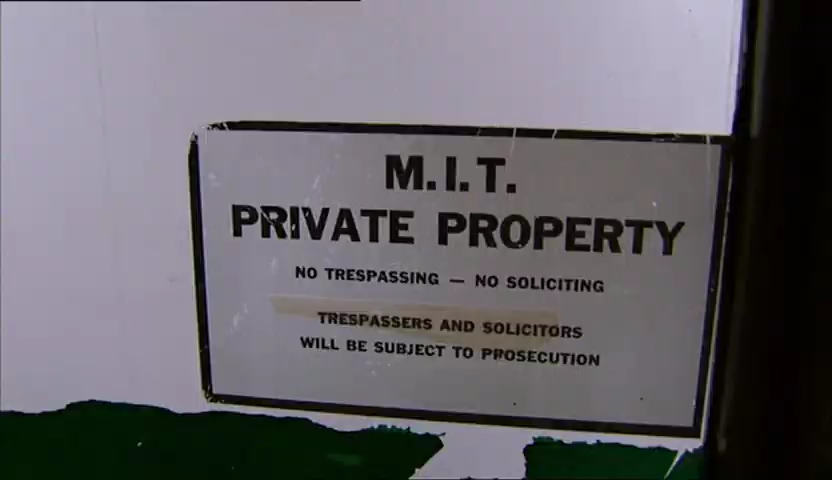 M.I.T.
PRIVATE PROPERTY
NO TRESPASSING — NO SOLICITING
TRESPASSERS AND SOLICITORS
WILL BE SUBJECT TO PROSECUTION